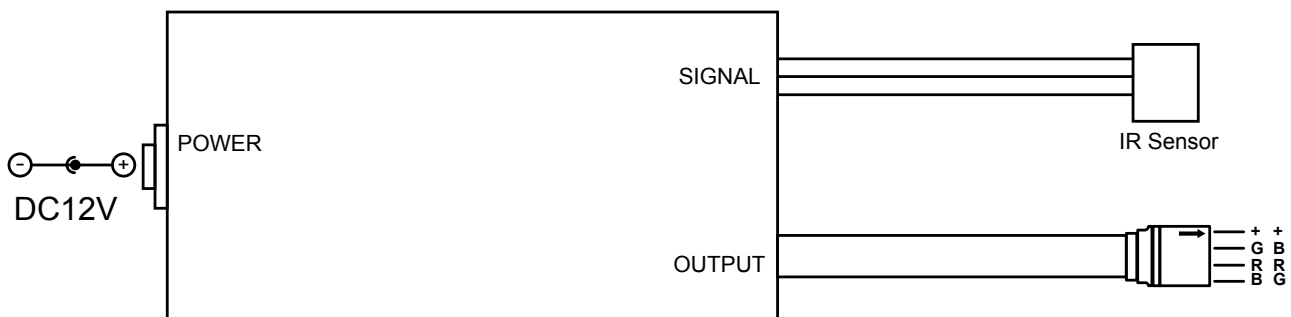 SIGNAL
IR Sensor
POWER
- +
DC12V
OUTPUT
+ +
G B
R R
B G